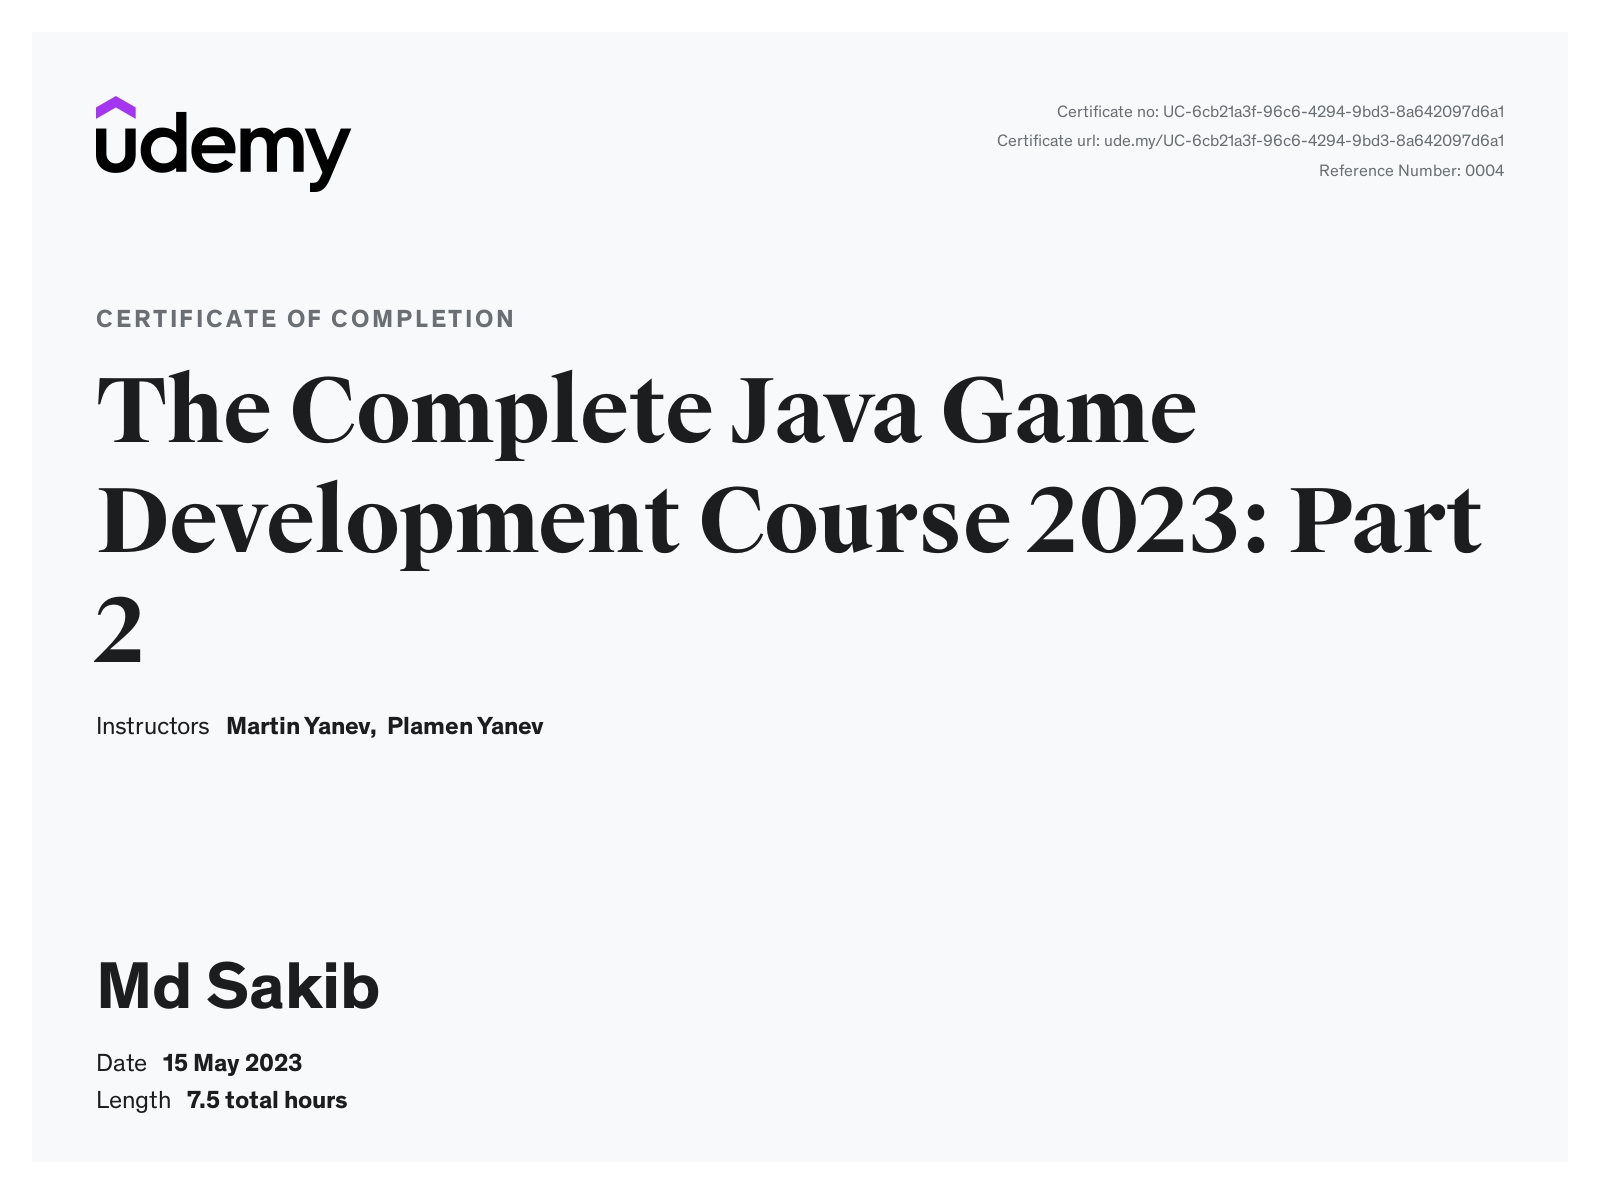 udemy
Certificate no: UC-6cb21a3f-96c6-4294-9bd3-8a642097d6a1
Certificate url: ude.my/UC-6cb21a3f-96c6-4294-9bd3-8a642097d6a1
Reference Number: 0004
CERTIFICATE OF COMPLETION
The Complete Java Game
Development Course 2023: Part
2
Instructors Martin Yanev, Plamen Yanev
Md Sakib
Date 15 May 2023
Length 7.5 total hours